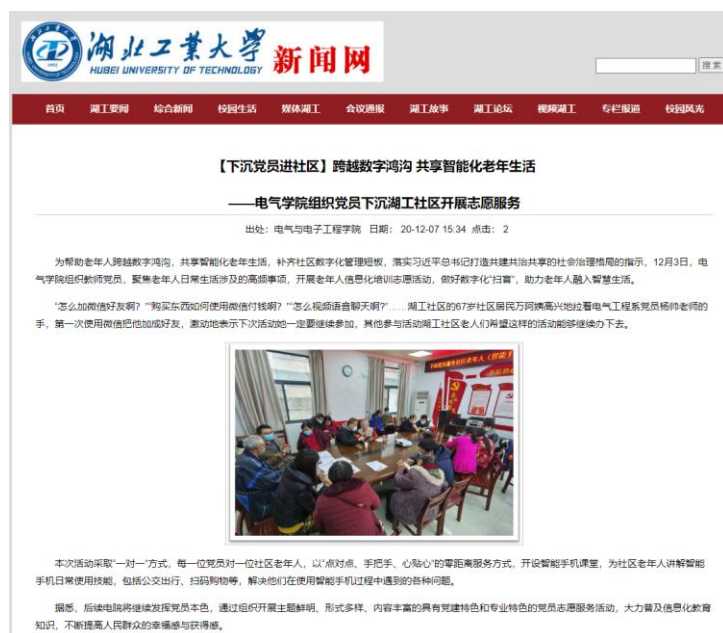 湖北工業大學
HUBEI UNIVERSITY OF TECHNOLOGY
新闻网
搜索
首页 湖工要闻 综合新闻 校园生活 媒体湖工 会议通报 湖工故事 湖工论坛 视频湖工 专栏报道 校园风光
【下沉党员进社区】跨越数字鸿沟 共享智能化老年生活
——电气学院组织党员下沉湖工社区开展志愿服务
出处：电气与电子工程学院 日期： 20-12-07 15:34 点击： 2
为帮助老年人跨越数字鸿沟，共享智能化老年生活，补齐社区数字化管理短板，落实习近平总书记打造共建共治共享的社会治理格局的指示，12月3日，电
气学院组织教师党员，聚焦老年人日常生活涉及的高频事项，开展老年人信息化培训志愿活动，做好数字化“扫盲”，助力老年人融入智慧生活。
“怎么加微信好友啊？”“购买东西如何使用微信付钱啊？”“怎么视频语音聊天啊？”……湖工社区的67岁社区居民万阿姨高兴地拉着电气工程系党员杨帅老师的
手，第一次使用微信把他加成好友，激动地表示下次活动她一定要继续参加，其他参与活动湖工社区老人们希望这样的活动能够继续办下去。
本次活动采取“一对一”方式，每一位党员对一位社区老年人，以“点对点、手把手、心贴心”的零距离服务方式，开设智能手机课堂，为社区老年人讲解智能
手机日常使用技能，包括公交出行、扫码购物等，解决他们在使用智能手机过程中遇到的各种问题。
据悉，后续电院将继续发挥党员本色，通过组织开展主题鲜明、形式多样、内容丰富的具有党建特色和专业特色的党员志愿服务活动，大力普及信息化教育
知识，不断提高人民群众的幸福感与获得感。